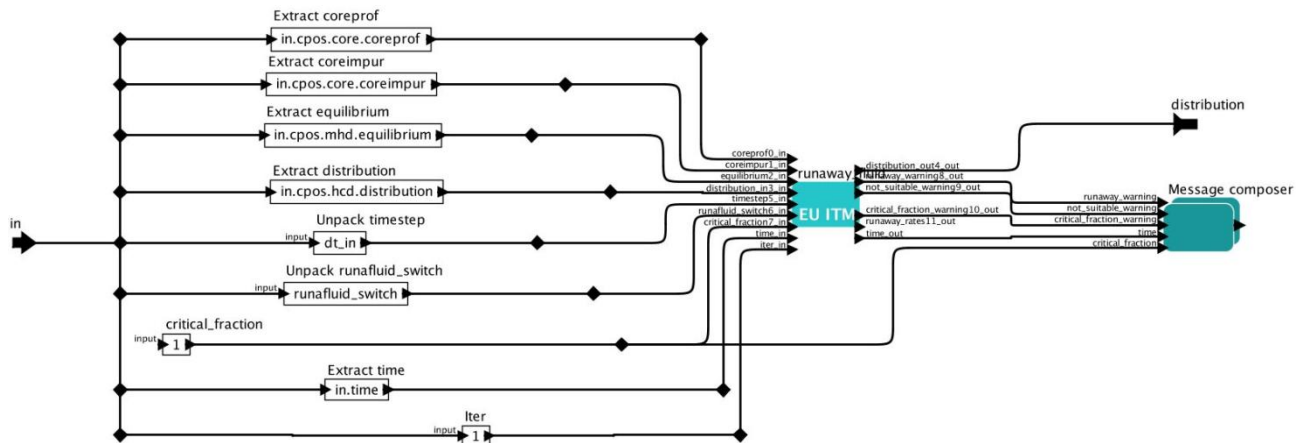 Extract coreprof
in.cpos.core.coreprof
Extract coreimpur
in.cpos.core.coreimpur
Extract equilibrium
in.cpos.mhd.equilibrium
Extract distribution
in.cpos.hcd.distribution
in
Unpack timestep
input
dt_in
Unpack runafluid_switch
input
runafluid_switch
critical_fraction
input
1
Extract time
in.time
Iter
input
1
coreprof0_in
coreimpur1_in
equilibrium2_in
distribution_in3_in
timestep5_in
runafluid_switch6_in
critical_fraction7_in
time_in
iter_in
EU ITM
distribution_out4_out
runaway_warning8_out
not_suitable_warning9_out
critical_fraction_warning10_out
runaway_rates11_out
time_out
distribution
Message composer
runaway_warning
not_suitable_warning
critical_fraction_warning
time
critical_fraction